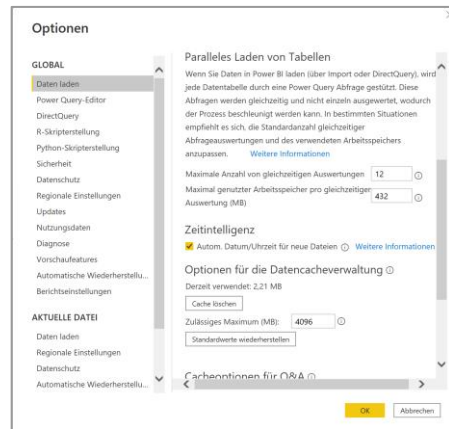 Optionen
GLOBAL
Daten laden
Power Query-Editor
DirectQuery
R-Skripterstellung
Python-Skripterstellung
Sicherheit
Datenschutz
Regionale Einstellungen
Updates
Nutzungsdaten
Diagnose
Vorschaufeatures
Automatische Wiederherstellu...
Berichtseinstellungen
AKTUELLE DATEI
Daten laden
Regionale Einstellungen
Datenschutz
Automatische Wiederherstellu...
Paralleles Laden von Tabellen
Wenn Sie Daten in Power BI laden (über Import oder DirectQuery), wird
jede Datentabelle durch eine Power Query Abfrage gestützt. Diese
Abfragen werden gleichzeitig und nicht einzeln ausgewertet, wodurch
der Prozess beschleunigt werden kann. In bestimmten Situationen
empfiehlt es sich, die Standardanzahl gleichzeitiger
Abfrageauswertungen und des verwendeten Arbeitsspeichers
anzupassen. Weitere Informationen
Maximale Anzahl von gleichzeitigen Auswertungen 12
Maximal genutzter Arbeitsspeicher pro gleichzeitiger
Auswertung (MB) 432
Zeitintelligenz
Autom. Datum/Uhrzeit für neue Dateien Weitere Informationen
Optionen für die Datencacheverwaltung
Derzeit verwendet: 2,21 MB
Cache löschen
Zulässiges Maximum (MB): 4096
Standardwerte wiederherstellen
Cacheoptionen für Q&A
OK Abbrechen